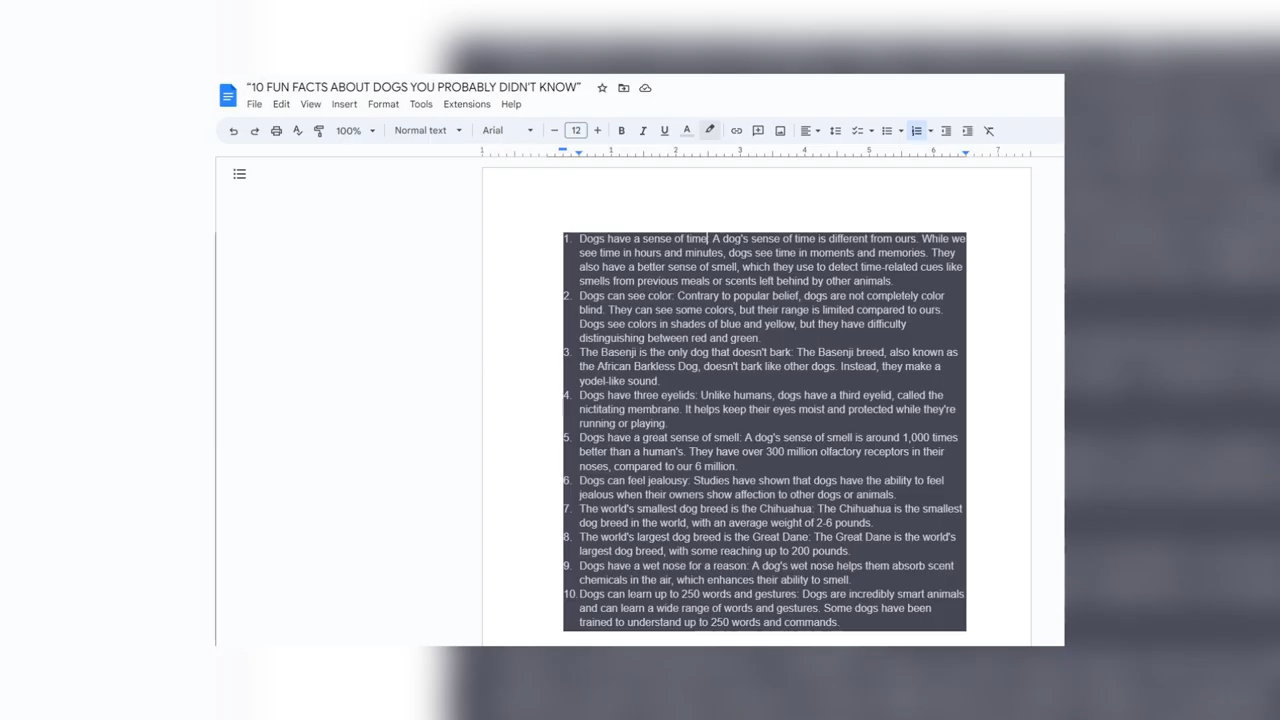 "10 FUN FACTS ABOUT DOGS YOU PROBABLY DIDN'T KNOW"
File Edit View Insert Format Tools Extensions Help
100% Normal text Arial − 12 + B I U A
1 1 2 3 4 5 6 7
1. Dogs have a sense of time: A dog's sense of time is different from ours. While we
see time in hours and minutes, dogs see time in moments and memories. They
also have a better sense of smell, which they use to detect time-related cues like
smells from previous meals or scents left behind by other animals.
2. Dogs can see color: Contrary to popular belief, dogs are not completely color
blind. They can see some colors, but their range is limited compared to ours.
Dogs see colors in shades of blue and yellow, but they have difficulty
distinguishing between red and green.
3. The Basenji is the only dog that doesn't bark: The Basenji breed, also known as
the African Barkless Dog, doesn't bark like other dogs. Instead, they make a
yodel-like sound.
4. Dogs have three eyelids: Unlike humans, dogs have a third eyelid, called the
nictitating membrane. It helps keep their eyes moist and protected while they're
running or playing.
5. Dogs have a great sense of smell: A dog's sense of smell is around 1,000 times
better than a human's. They have over 300 million olfactory receptors in their
noses, compared to our 6 million.
6. Dogs can feel jealousy: Studies have shown that dogs have the ability to feel
jealous when their owners show affection to other dogs or animals.
7. The world's smallest dog breed is the Chihuahua: The Chihuahua is the smallest
dog breed in the world, with an average weight of 2-6 pounds.
8. The world's largest dog breed is the Great Dane: The Great Dane is the world's
largest dog breed, with some reaching up to 200 pounds.
9. Dogs have a wet nose for a reason: A dog's wet nose helps them absorb scent
chemicals in the air, which enhances their ability to smell.
10. Dogs can learn up to 250 words and gestures: Dogs are incredibly smart animals
and can learn a wide range of words and gestures. Some dogs have been
trained to understand up to 250 words and commands.